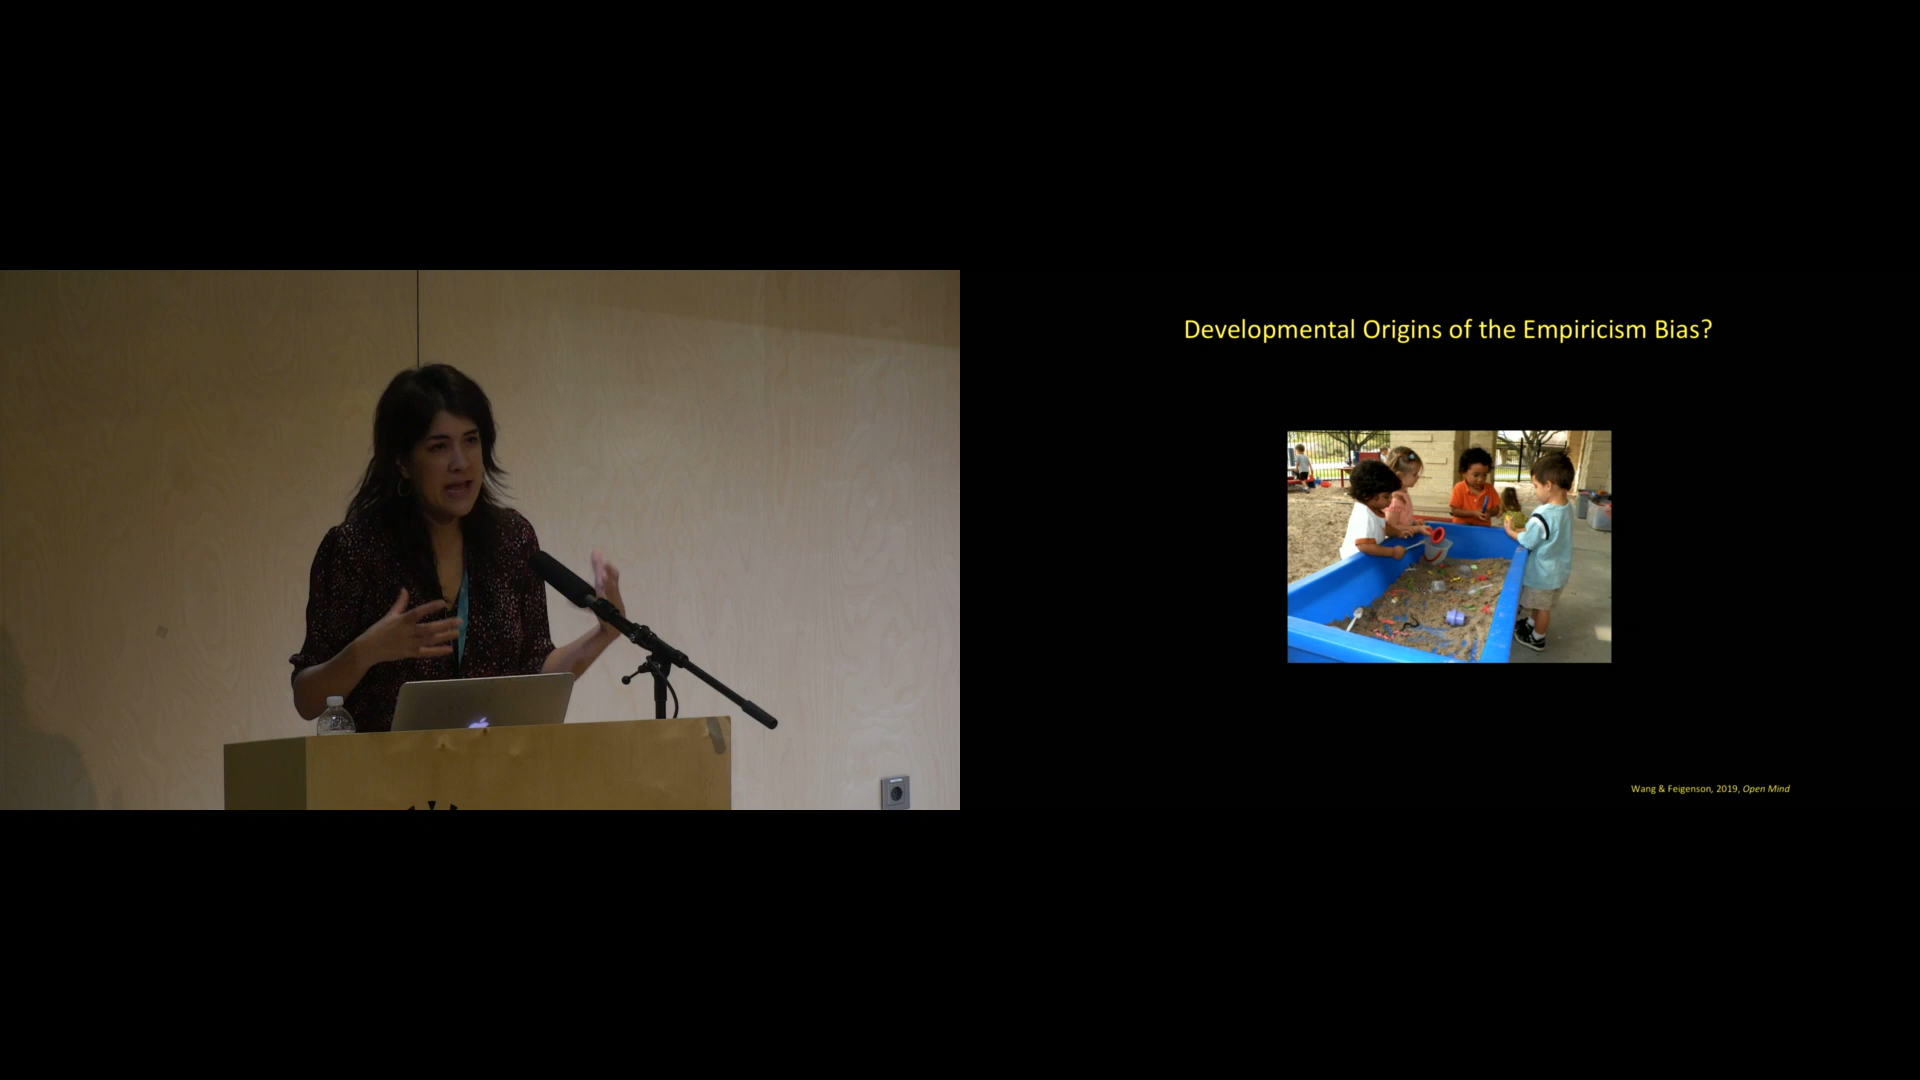 Developmental Origins of the Empiricism Bias?
Wang & Feigenson, 2019, Open Mind